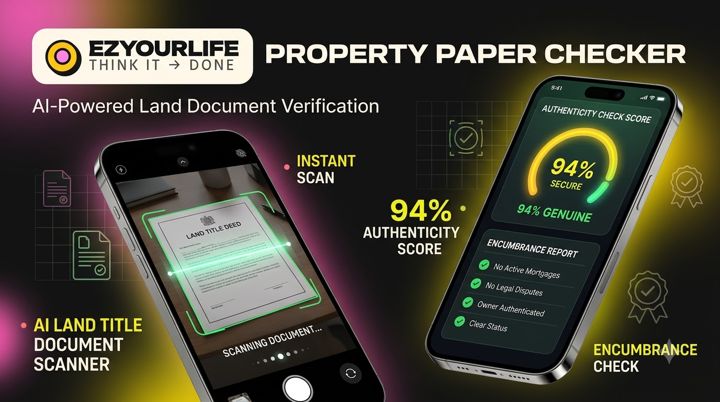 EZYOURLIFE
THINK IT → DONE
PROPERTY PAPER CHECKER
AI-Powered Land Document Verification
INSTANT
SCAN
LAND TITLE DEED
SCANNING DOCUMENT...
AI LAND TITLE
DOCUMENT
SCANNER
94%
AUTHENTICITY
SCORE
AUTHENTICITY CHECK SCORE
94%
SECURE
94% GENUINE
ENCUMBRANCE REPORT
No Active Mortgages
No Legal Disputes
Owner Authenticated
Clear Status
ENCUMBRANCE
CHECK